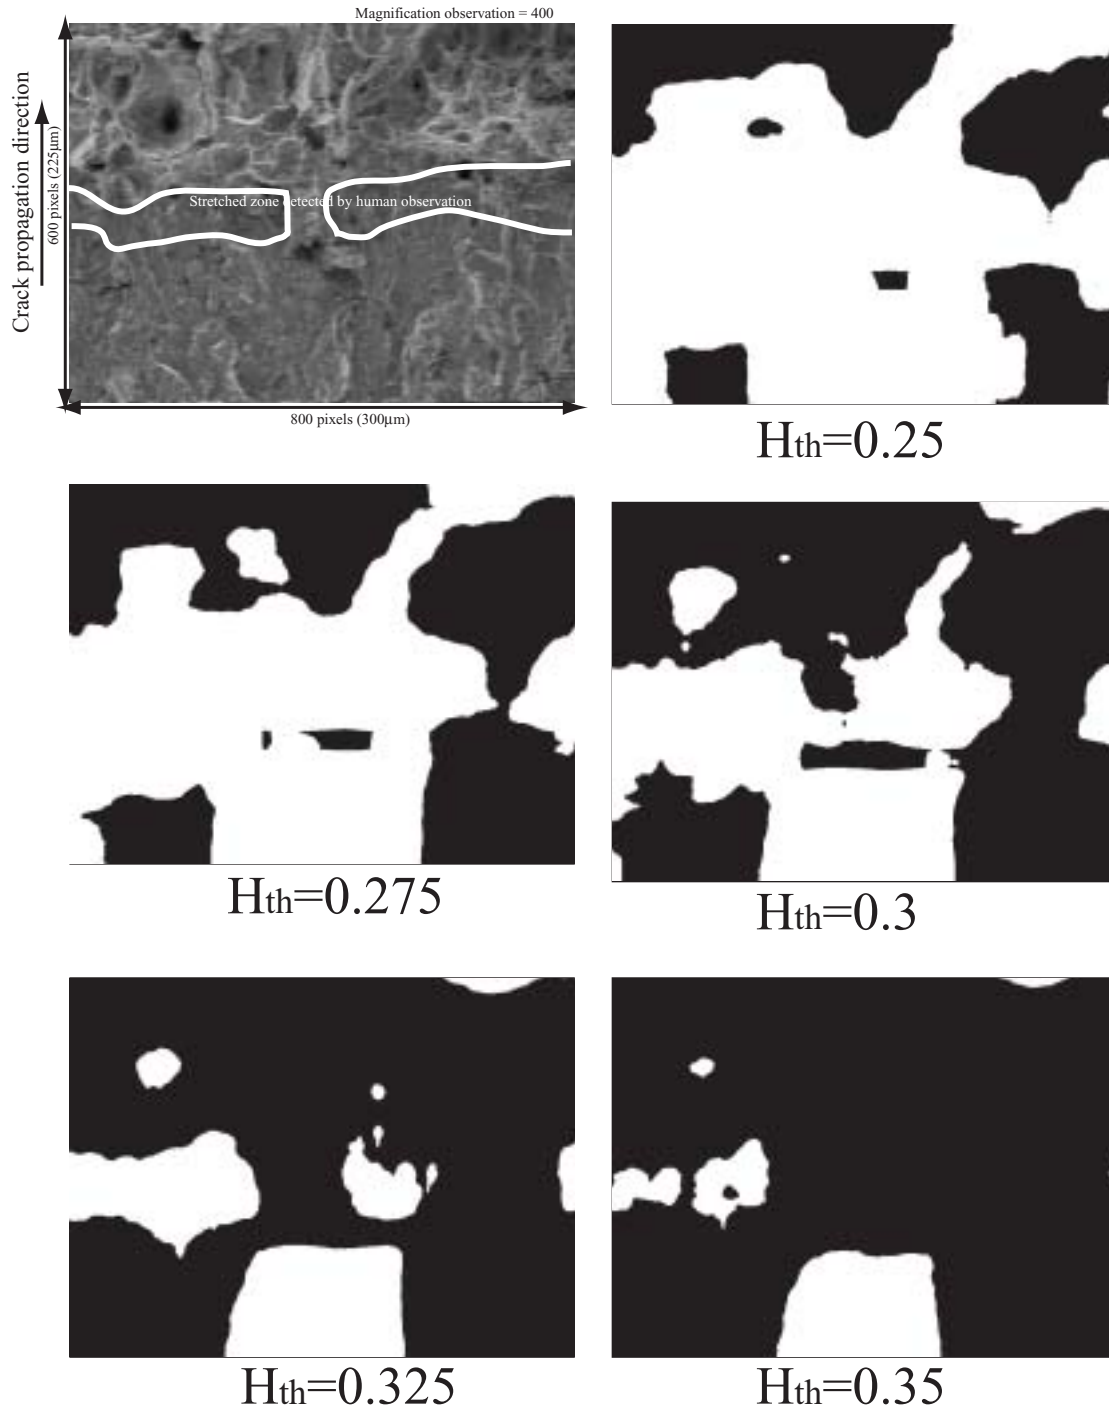 Magnification observation = 400
Crack propagation direction
600 pixels (225μm)
Stretched zone detected by human observation
800 pixels (300μm)
Hth=0.25
Hth=0.275
Hth=0.3
Hth=0.325
Hth=0.35